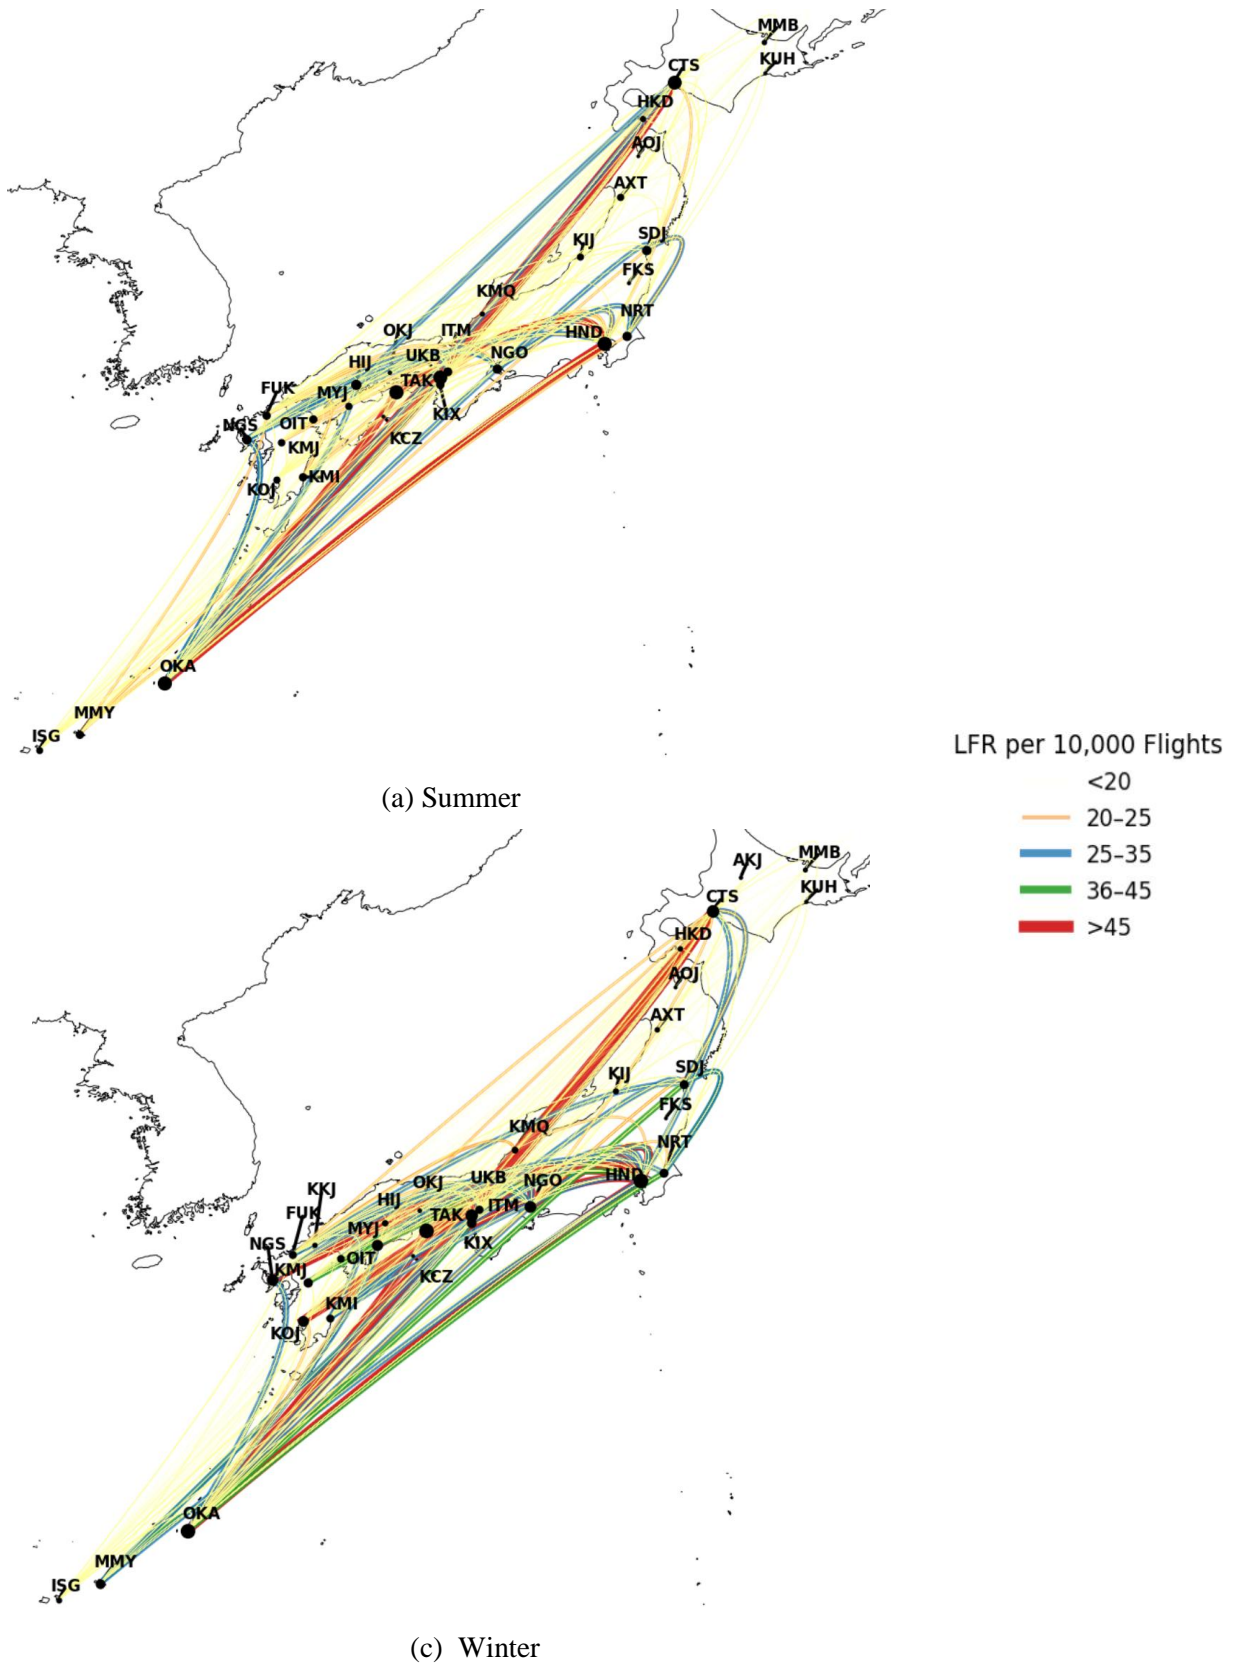 MMB
KUH
CTS
HKD
AOJ
AXT
KIJ
SDJ
FKS
KMQ
NRT
OKJ
ITM
HND
HIJ
UKB
NGO
FUK
MYJ
TAK
KIX
NGS
OIT
KCZ
KMJ
KOJ
KMI
OKA
MMY
ISG
(a) Summer
LFR per 10,000 Flights
<20
20–25
25–35
36–45
>45
AKJ
MMB
KUH
CTS
HKD
AOJ
AXT
KIJ
SDJ
FKS
KMQ
NRT
KKJ
OKJ
UKB
NGO
HND
FUK
HIJ
ITM
MYJ
TAK
NGS
KIX
KMJ
OIT
KCZ
KMI
KOJ
OKA
MMY
ISG
(c) Winter